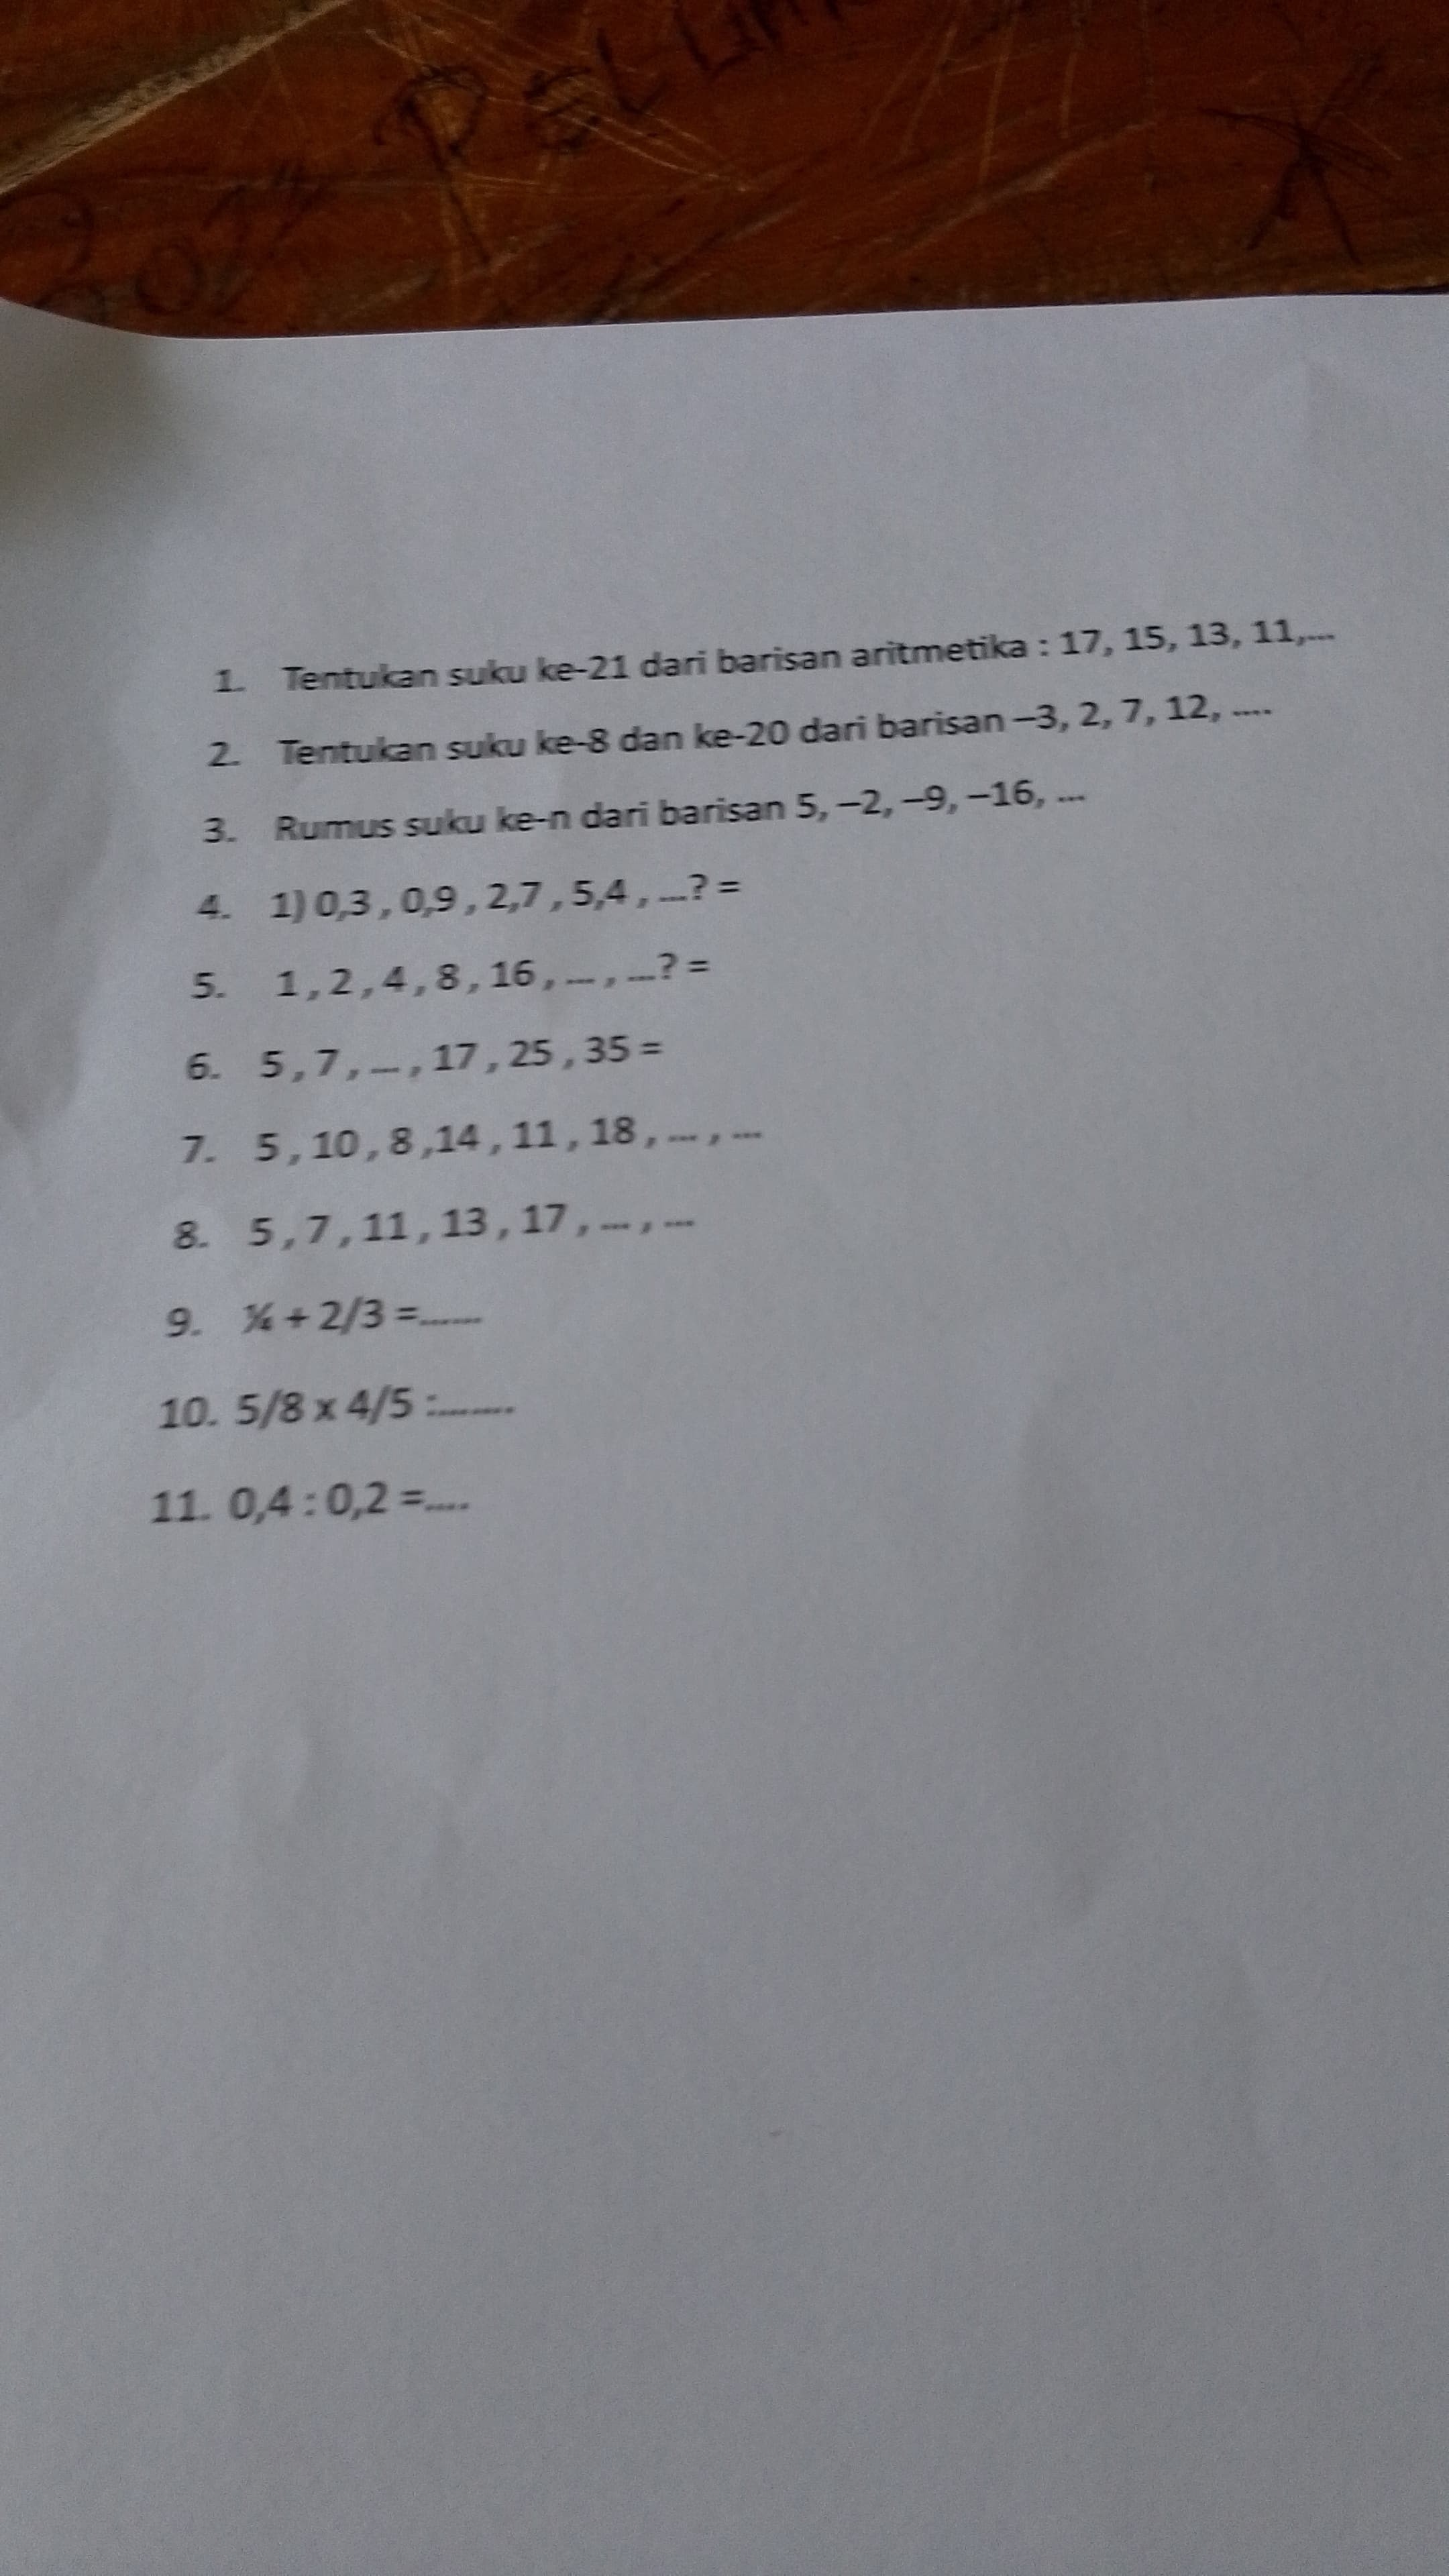 1. Tentukan suku ke-21 dari barisan aritmetika : 17, 15, 13, 11,...
2. Tentukan suku ke-8 dan ke-20 dari barisan –3, 2, 7, 12, ....
3. Rumus suku ke-n dari barisan 5, –2, –9, –16, ...
4. 1) 0,3 , 0,9 , 2,7 , 5,4 , ...? =
5. 1 , 2 , 4 , 8 , 16 , ... , ...? =
6. 5 , 7 , ... , 17 , 25 , 35 =
7. 5 , 10 , 8 ,14 , 11 , 18 , ... , ...
8. 5 , 7 , 11 , 13 , 17 , ... , ...
9. ¼ + 2/3 =......
10. 5/8 x 4/5 :.......
11. 0,4 : 0,2 =....